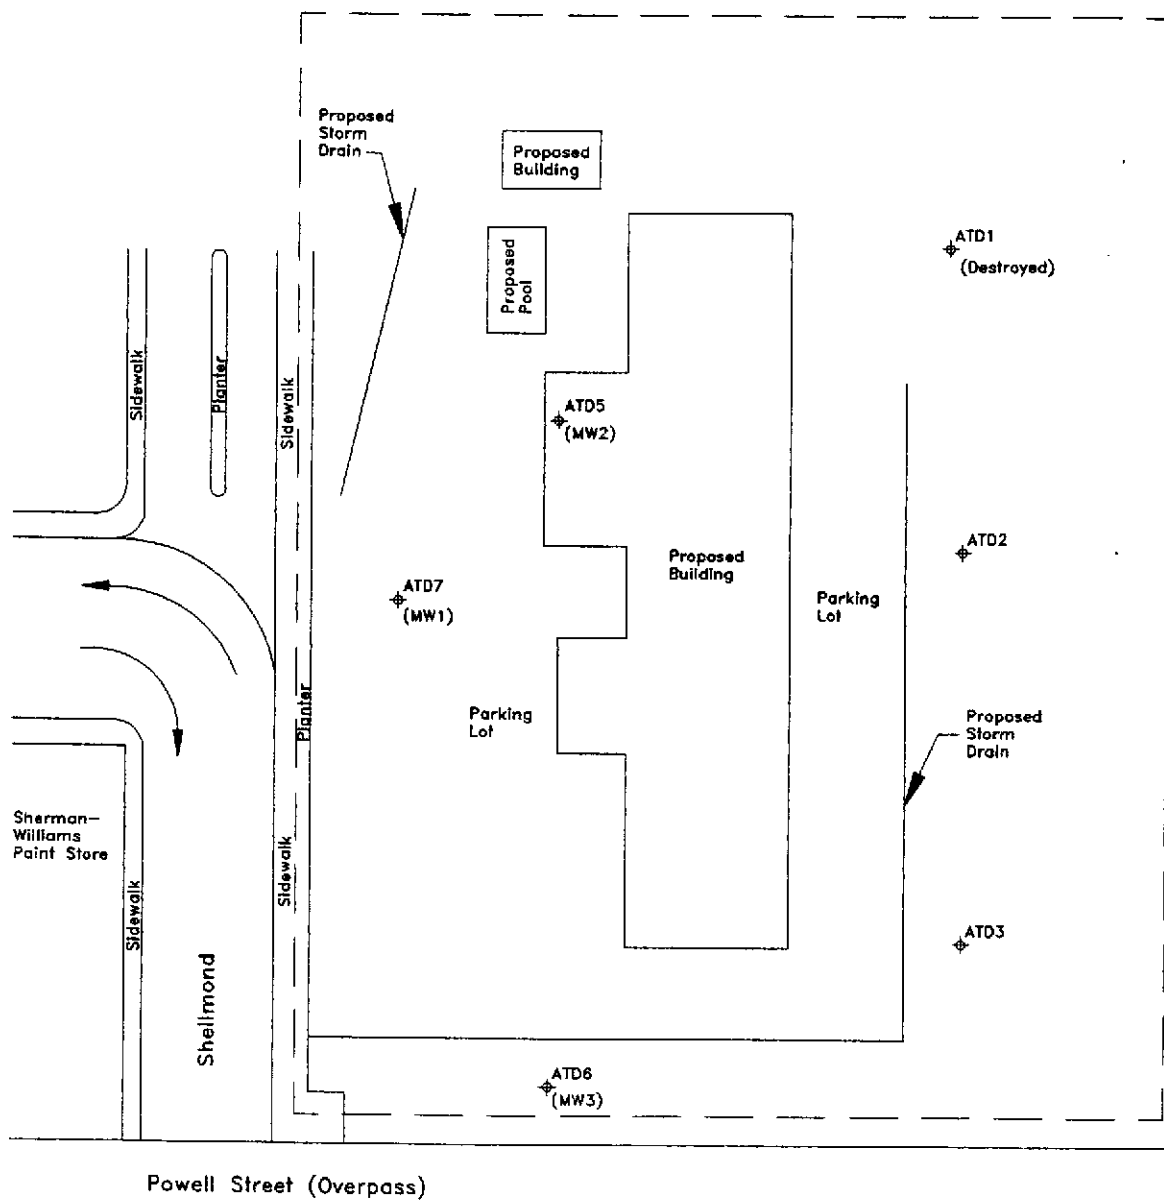 Proposed
Storm
Drain
Proposed
Building
Proposed
Pool
ATD1
(Destroyed)
Sidewalk
Planter
Sidewalk
ATD5
(MW2)
ATD2
Proposed
Building
ATD7
(MW1)
Parking
Lot
Planter
Parking
Lot
Proposed
Storm
Drain
Sherman-
Williams
Paint Store
Sidewalk
Sidewalk
ATD3
Shellmond
ATD6
(MW3)
Powell Street (Overpass)